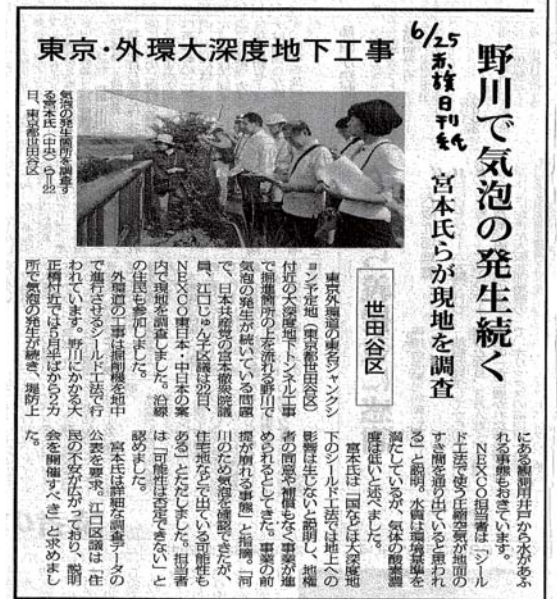 野川で気泡の発生続く
宮本氏らが現地を調査
6/25
赤旗日刊紙
東京・外環大深度地下工事
気泡の発生箇所を調査す
る宮本氏(中央)ら=22
日、東京都世田谷区
世田谷区
東京外環道の東名ジャンクシ
ョン予定地(東京都世田谷区)
付近の大深度地下トンネル工事
で掘進箇所の上を流れる野川で
気泡の発生が続いている問題
で、日本共産党の宮本徹衆院議
員、江口じゅん子区議は22日、
NEXCO東日本・中日本の案
内で現地を調査しました。沿線
の住民も参加しました。
外環道の工事は掘削機を地中
で進行させるシールド工法で行
われています。野川にかかる大
正橋付近では5月半ばから2カ
所で気泡の発生が続き、堤防上
にある観測用井戸から水があふ
れる事態もおきています。
NEXCO担当者は「シール
ド工法で使う圧縮空気が地面の
すき間を通り出ていると思われ
る」と説明。水質は環境基準を
満たしているが、気体の酸素濃
度は低いと述べました。
宮本氏は「国などは大深度地
下のシールド工法では地上への
影響は生じないと説明し、地権
者の同意や補償もなく事業が進
められるとしてきた。事業の前
提が崩れる事態」と指摘。「河
川のため気泡を確認できたが、
住宅地などで出ている可能性も
ある」とただしました。担当者
は「可能性は否定できない」と
認めました。
宮本氏は詳細な調査データの
公表を要求。江口区議は「住
民の不安が広がっており、説明
会を開催すべき」と求めまし
た。